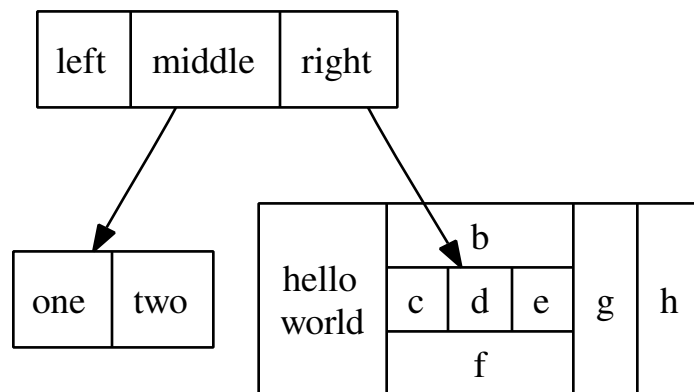 left middle right
one two
hello
world
b
c d e
f
g
h